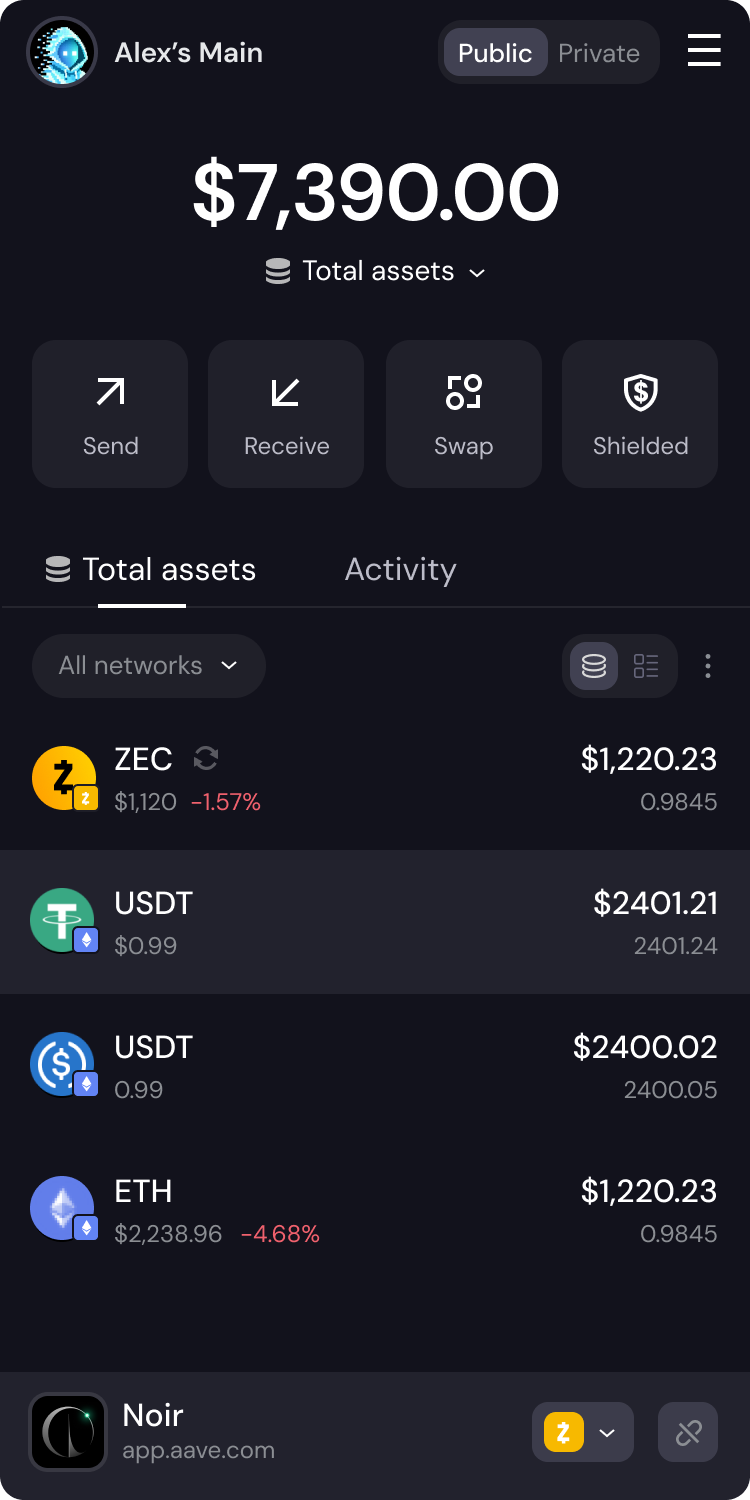 Alex’s Main
Public Private
$7,390.00
Total assets
Send Receive Swap Shielded
Total assets Activity
All networks
ZEC $1,220.23
$1,120 -1.57% 0.9845
USDT $2401.21
$0.99 2401.24
USDT $2400.02
0.99 2400.05
ETH $1,220.23
$2,238.96 -4.68% 0.9845
Noir
app.aave.com